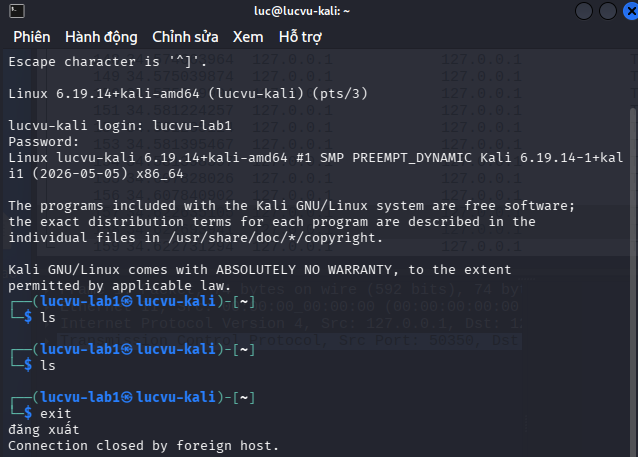 luc@lucvu-kali: ~
Phiên Hành động Chỉnh sửa Xem Hỗ trợ
Escape character is '^]'.
Linux 6.19.14+kali-amd64 (lucvu-kali) (pts/3)
lucvu-kali login: lucvu-lab1
Password:
Linux lucvu-kali 6.19.14+kali-amd64 #1 SMP PREEMPT_DYNAMIC Kali 6.19.14-1+kal
i1 (2026-05-05) x86_64
The programs included with the Kali GNU/Linux system are free software;
the exact distribution terms for each program are described in the
individual files in /usr/share/doc/*/copyright.
Kali GNU/Linux comes with ABSOLUTELY NO WARRANTY, to the extent
permitted by applicable law.
┌──(lucvu-lab1㉿lucvu-kali)-[~]
└─$ ls
┌──(lucvu-lab1㉿lucvu-kali)-[~]
└─$ ls
┌──(lucvu-lab1㉿lucvu-kali)-[~]
└─$ exit
đăng xuất
Connection closed by foreign host.